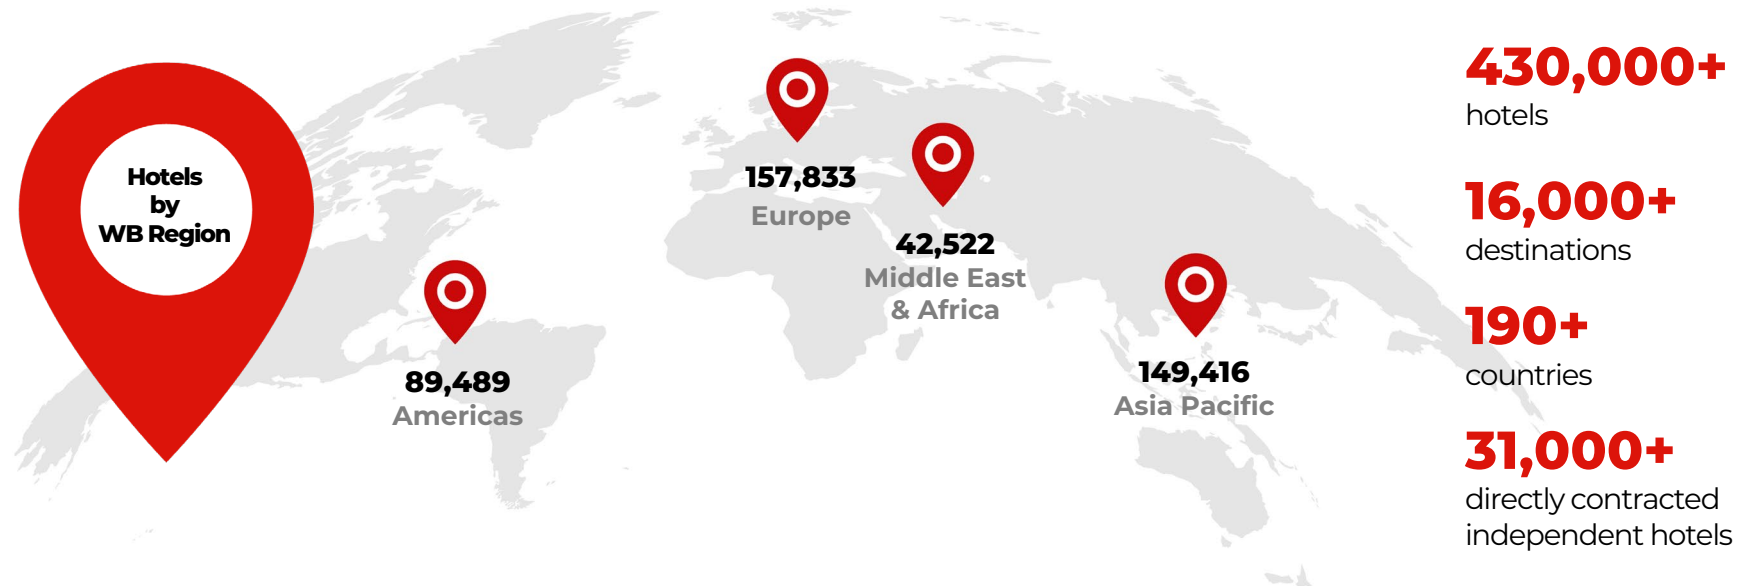 Hotels
by
WB Region
157,833
Europe
42,522
Middle East
& Africa
89,489
Americas
149,416
Asia Pacific
430,000+
hotels
16,000+
destinations
190+
countries
31,000+
directly contracted
independent hotels